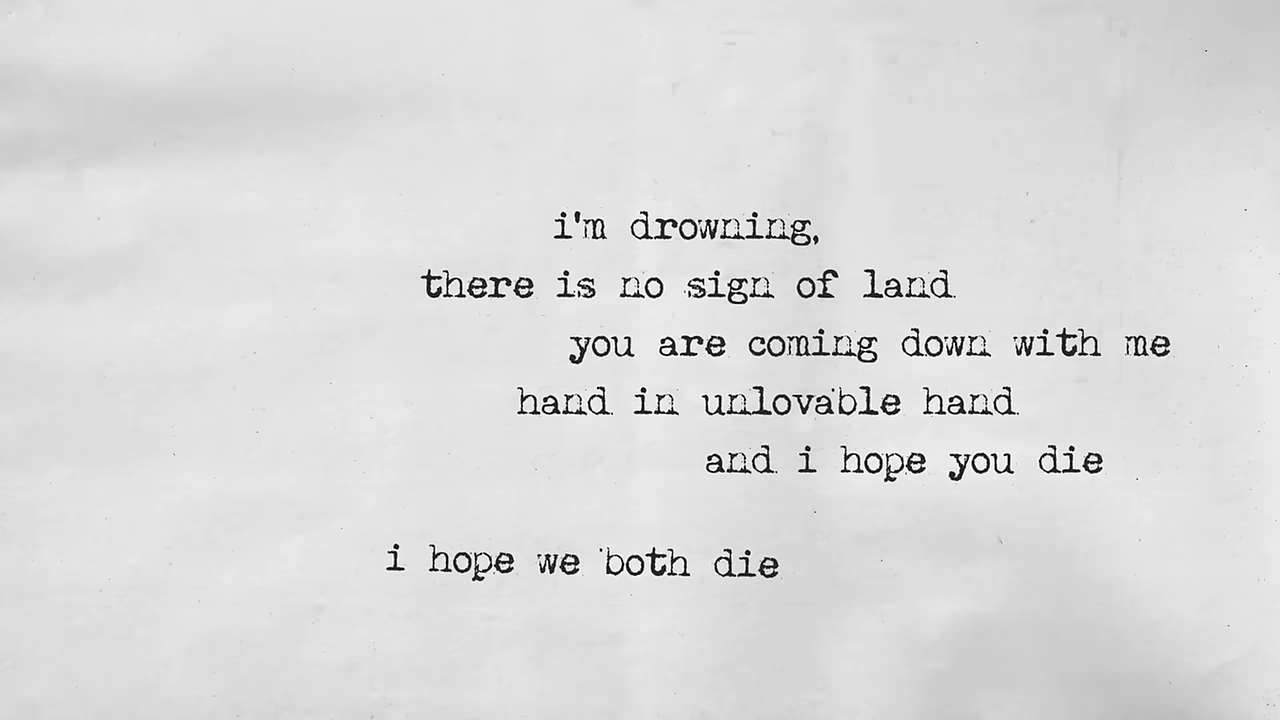 i'm drowning,
there is no sign of land
you are coming down with me
hand in unlovable hand
and i hope you die
i hope we both die